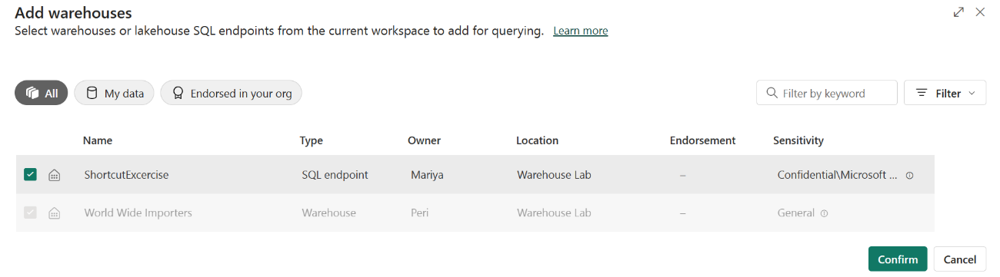 Add warehouses
Select warehouses or lakehouse SQL endpoints from the current workspace to add for querying. Learn more
All My data Endorsed in your org Filter by keyword Filter
Name Type Owner Location Endorsement Sensitivity
ShortcutExcercise SQL endpoint Mariya Warehouse Lab – Confidential\Microsoft ...
World Wide Importers Warehouse Peri Warehouse Lab – General
Confirm Cancel